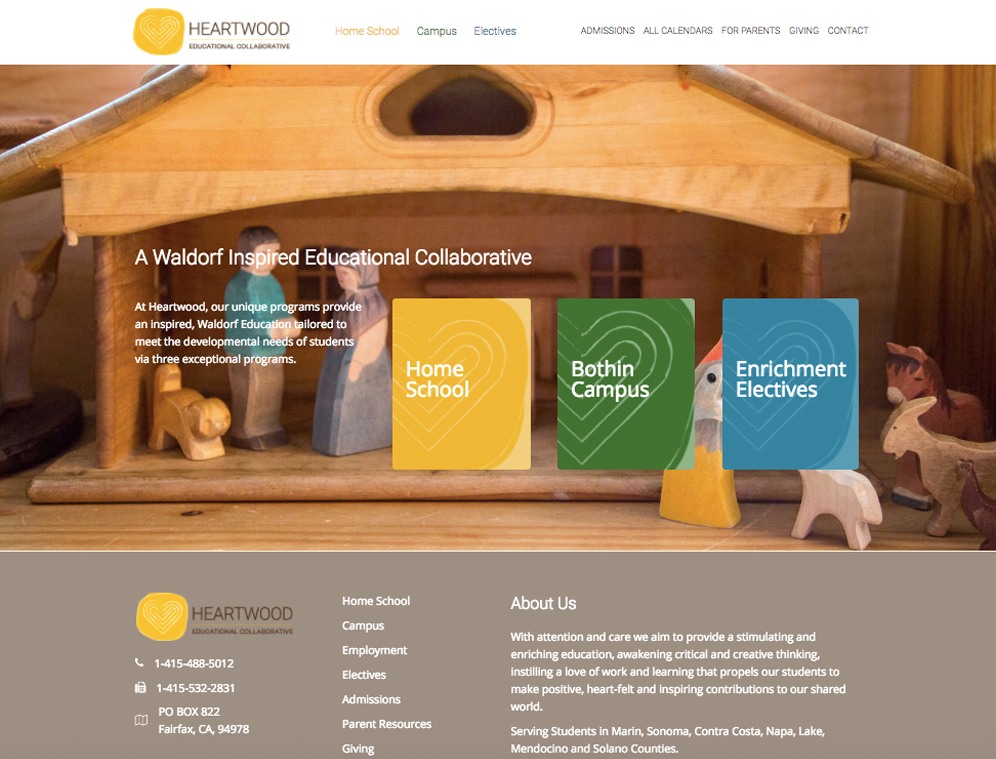 HEARTWOOD
EDUCATIONAL COLLABORATIVE
Home School Campus Electives
ADMISSIONS ALL CALENDARS FOR PARENTS GIVING CONTACT
A Waldorf Inspired Educational Collaborative
At Heartwood, our unique programs provide
an inspired, Waldorf Education tailored to
meet the developmental needs of students
via three exceptional programs.
Home
School
Bothin
Campus
Enrichment
Electives
HEARTWOOD
EDUCATIONAL COLLABORATIVE
1-415-488-5012
1-415-532-2831
PO BOX 822
Fairfax, CA, 94978
Home School
Campus
Employment
Electives
Admissions
Parent Resources
Giving
About Us
With attention and care we aim to provide a stimulating and
enriching education, awakening critical and creative thinking,
instilling a love of work and learning that propels our students to
make positive, heart-felt and inspiring contributions to our shared
world.
Serving Students in Marin, Sonoma, Contra Costa, Napa, Lake,
Mendocino and Solano Counties.